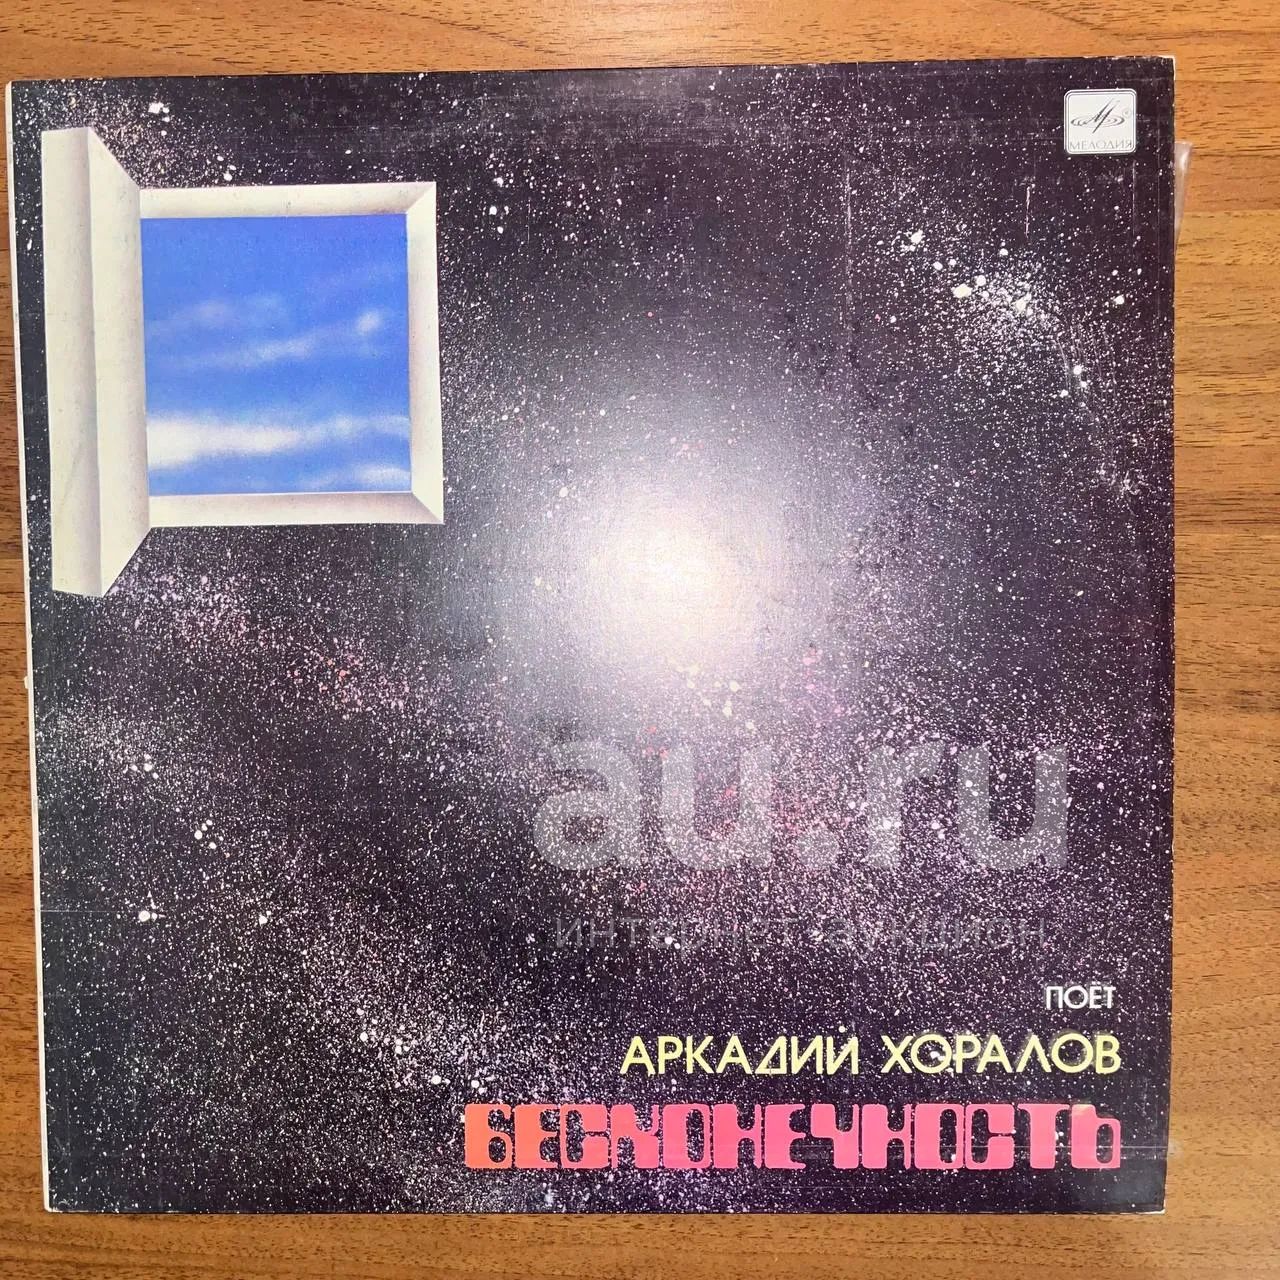 МЕЛОДИЯ
au.ru
интернет аукцион
ПОЁТ
АРКАДИЙ ХОРАЛОВ
БЕСКОНЕЧНОСТЬ